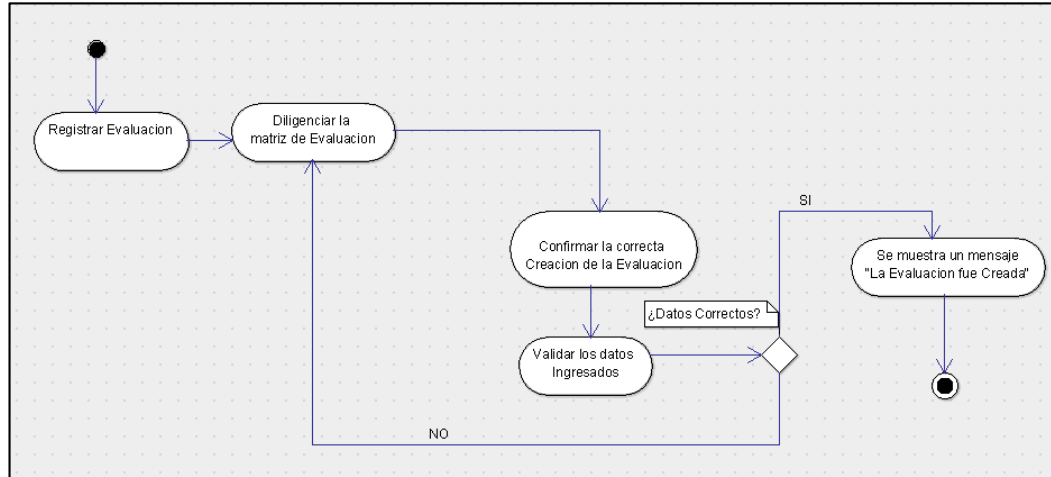 Registrar Evaluacion
Diligenciar la
matriz de Evaluacion
Confirmar la correcta
Creacion de la Evaluacion
¿Datos Correctos?
Validar los datos
Ingresados
SI
Se muestra un mensaje
"La Evaluacion fue Creada"
NO